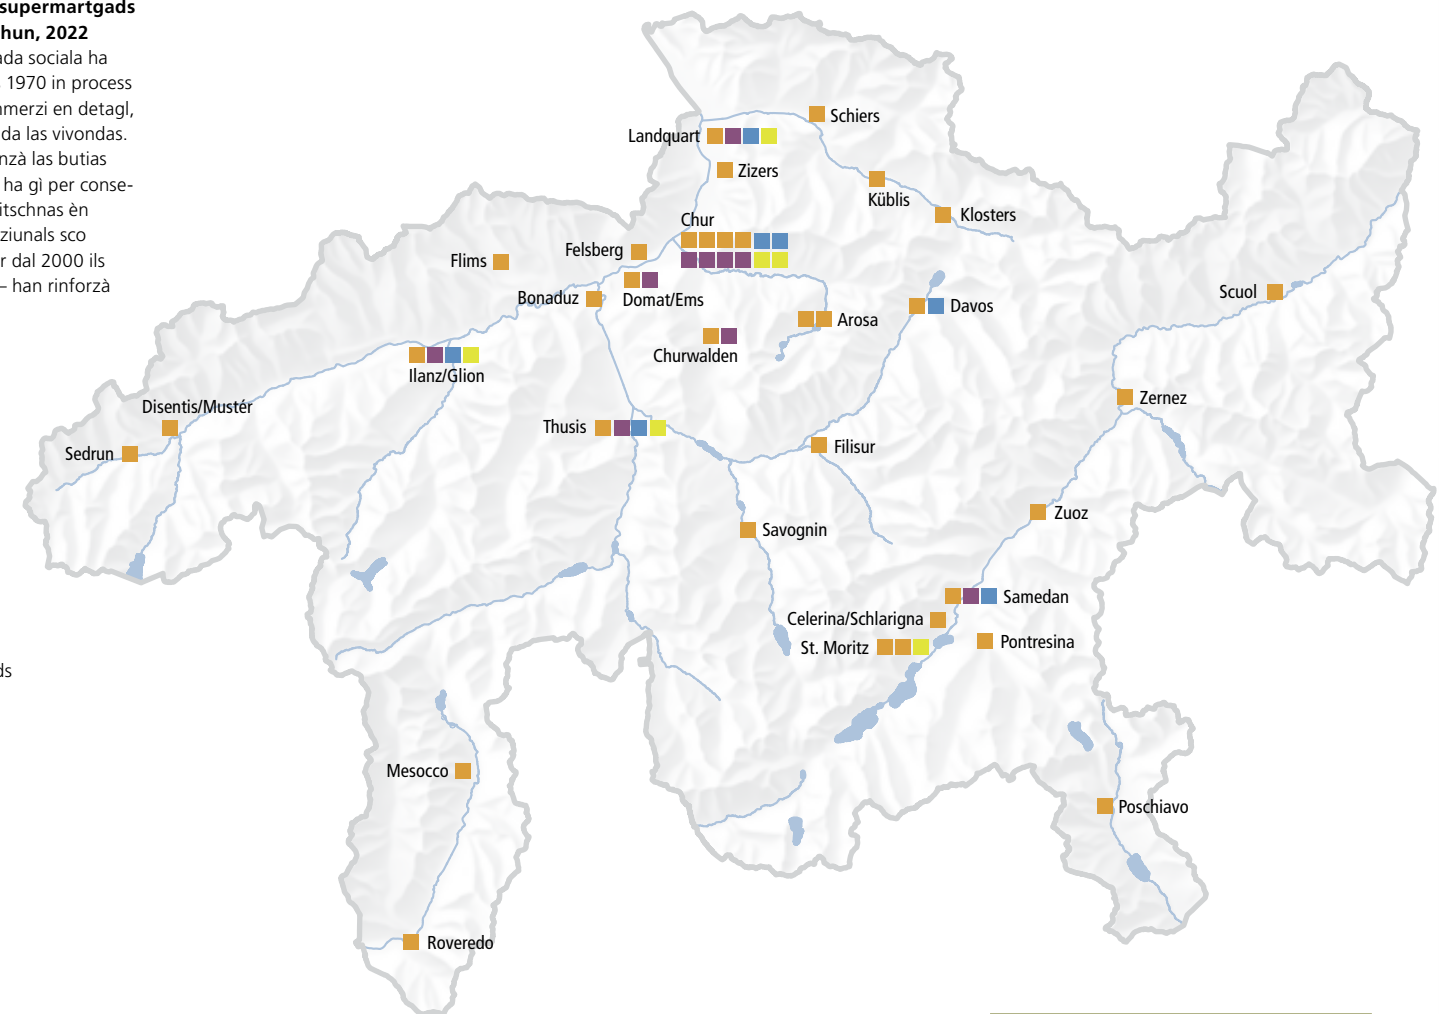 supermartgads
hun, 2022
ada sociala ha
1970 in process
nmerzi en detagl,
da las vivondas.
nzà las butias
ha gì per conse-
itschnas èn
ziunals sco
r dal 2000 ils
– han rinforzà
ds
Schiers
Landquart
Zizers
Küblis
Klosters
Chur
Felsberg
Flims
Bonaduz
Domat/Ems
Scuol
Davos
Arosa
Churwalden
Ilanz/Glion
Disentis/Mustér
Zernez
Thusis
Filisur
Sedrun
Zuoz
Savognin
Samedan
Celerina/Schlarigna
St. Moritz
Pontresina
Mesocco
Poschiavo
Roveredo